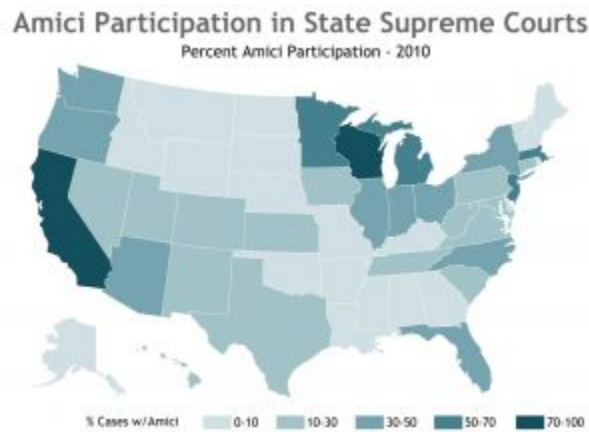 Amici Participation in State Supreme Courts
Percent Amici Participation - 2010
% Cases w/Amici 0-10 10-30 30-50 50-70 70-100